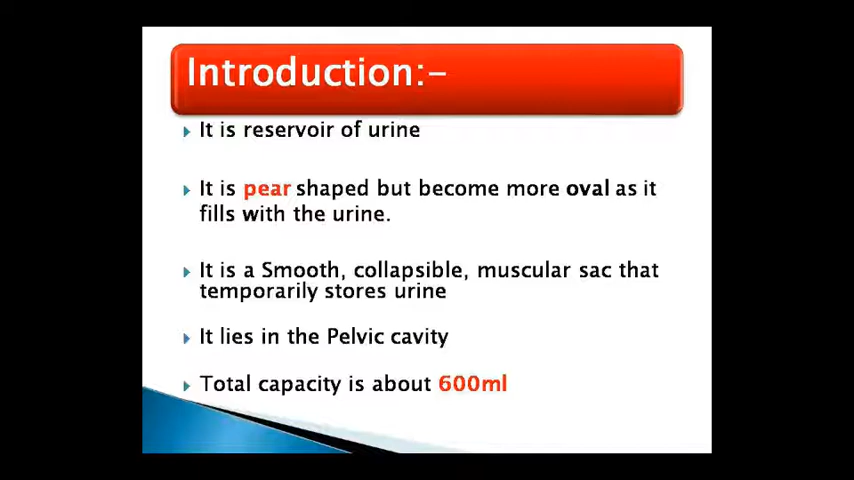 Introduction:-
It is reservoir of urine
It is pear shaped but become more oval as it
fills with the urine.
It is a Smooth, collapsible, muscular sac that
temporarily stores urine
It lies in the Pelvic cavity
Total capacity is about 600ml